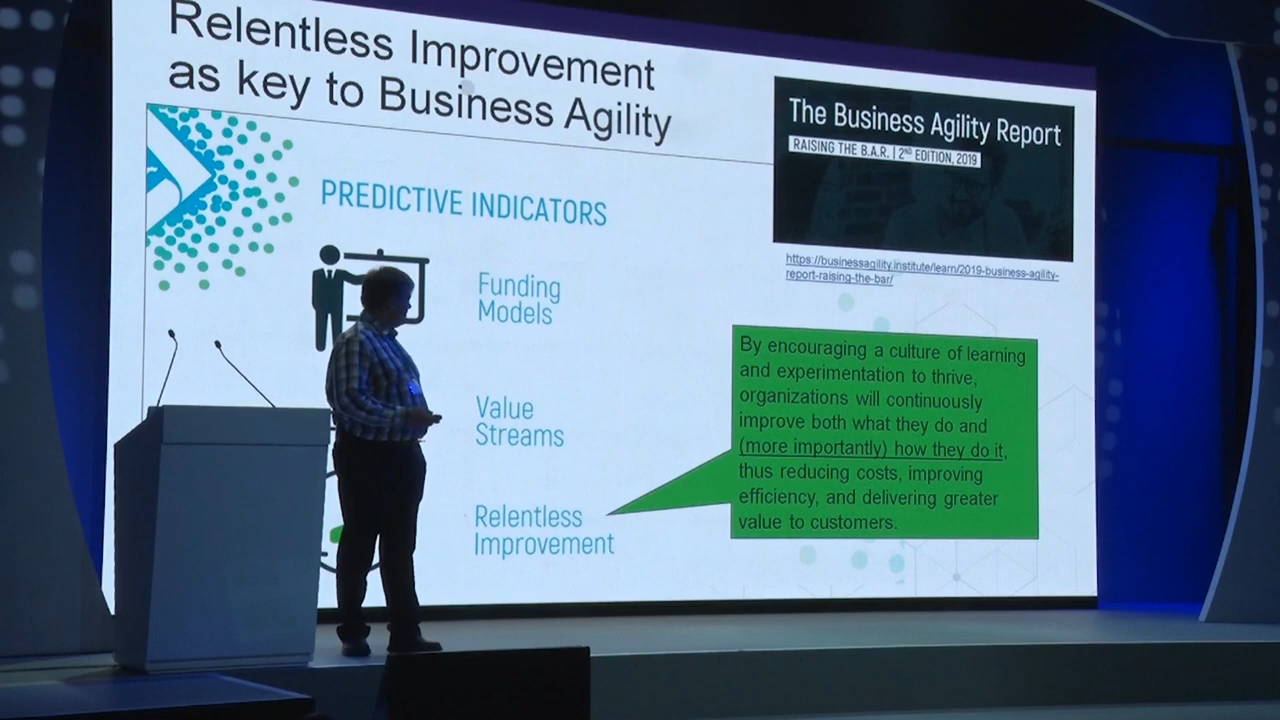 Relentless Improvement
as key to Business Agility
The Business Agility Report
RAISING THE B.A.R. | 2ND EDITION, 2019
https://businessagility.institute/learn/2019-business-agility-
report-raising-the-bar/
PREDICTIVE INDICATORS
Funding
Models
Value
Streams
Relentless
Improvement
By encouraging a culture of learning
and experimentation to thrive,
organizations will continuously
improve both what they do and
(more importantly) how they do it,
thus reducing costs, improving
efficiency, and delivering greater
value to customers.